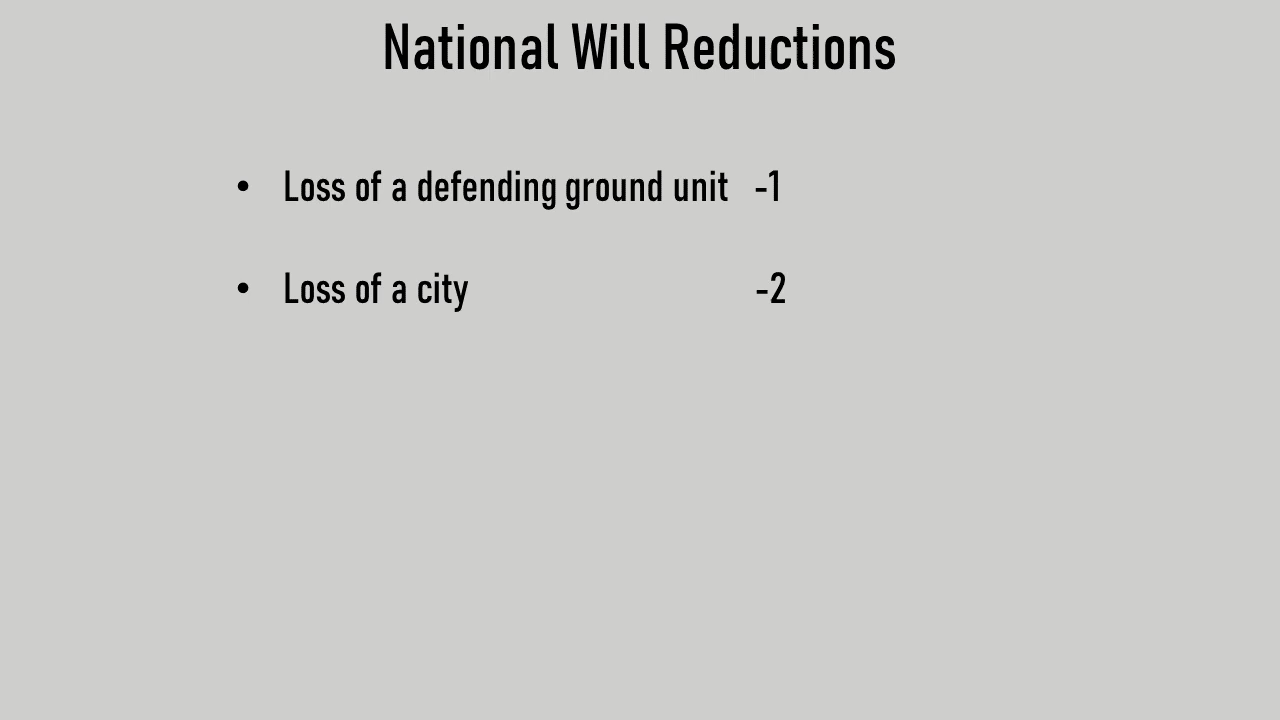 National Will Reductions
• Loss of a defending ground unit -1
• Loss of a city -2